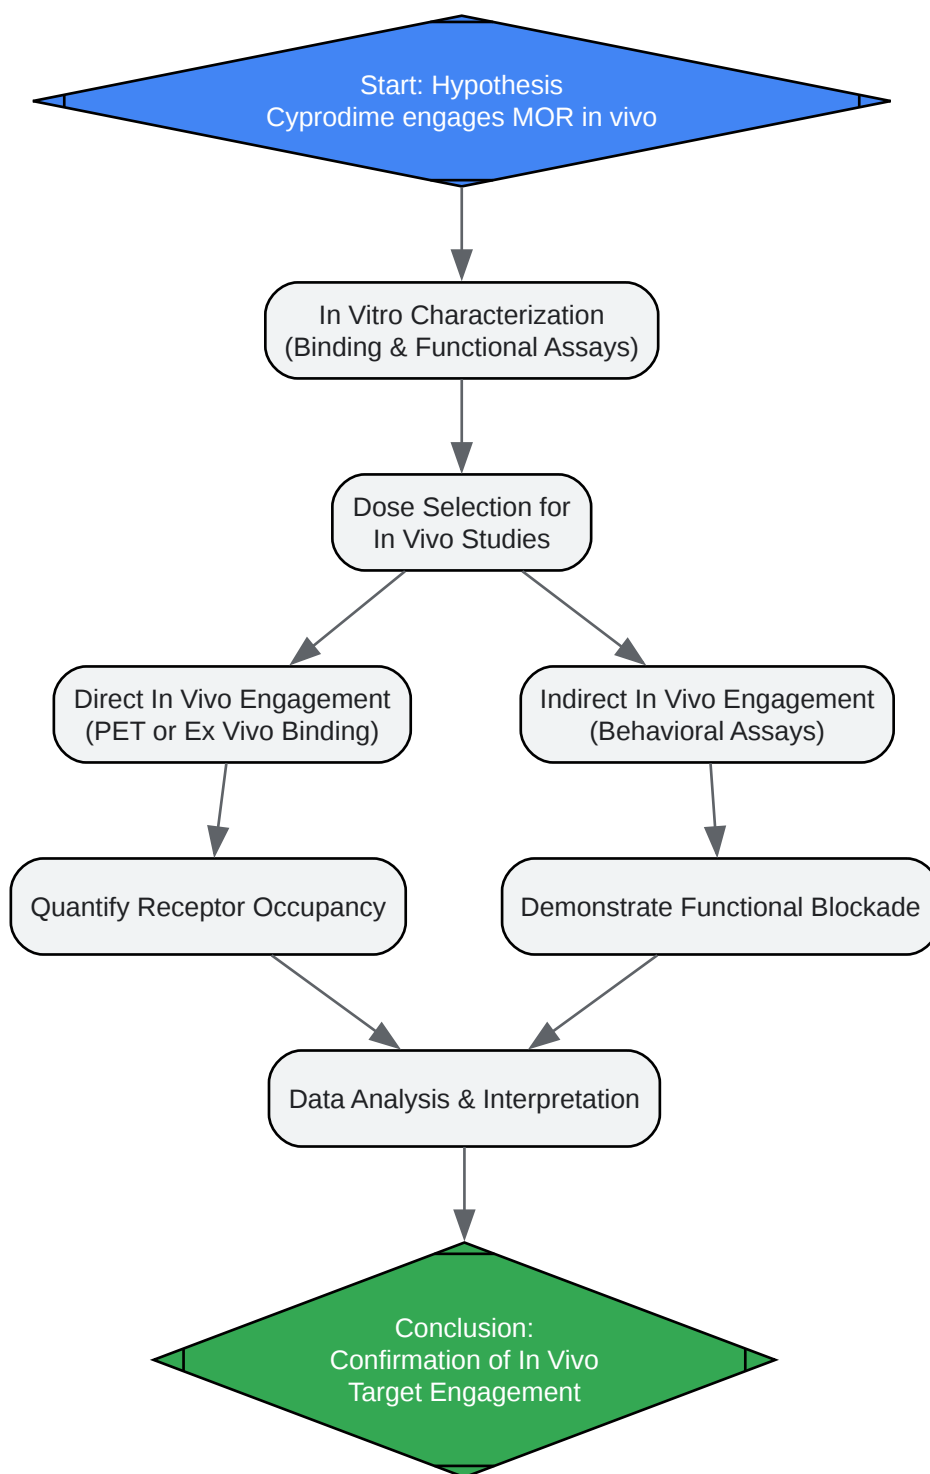 Start: Hypothesis
Cyprodime engages MOR in vivo
In Vitro Characterization
(Binding & Functional Assays)
Dose Selection for
In Vivo Studies
Direct In Vivo Engagement
(PET or Ex Vivo Binding)
Indirect In Vivo Engagement
(Behavioral Assays)
Quantify Receptor Occupancy
Demonstrate Functional Blockade
Data Analysis & Interpretation
Conclusion:
Confirmation of In Vivo
Target Engagement